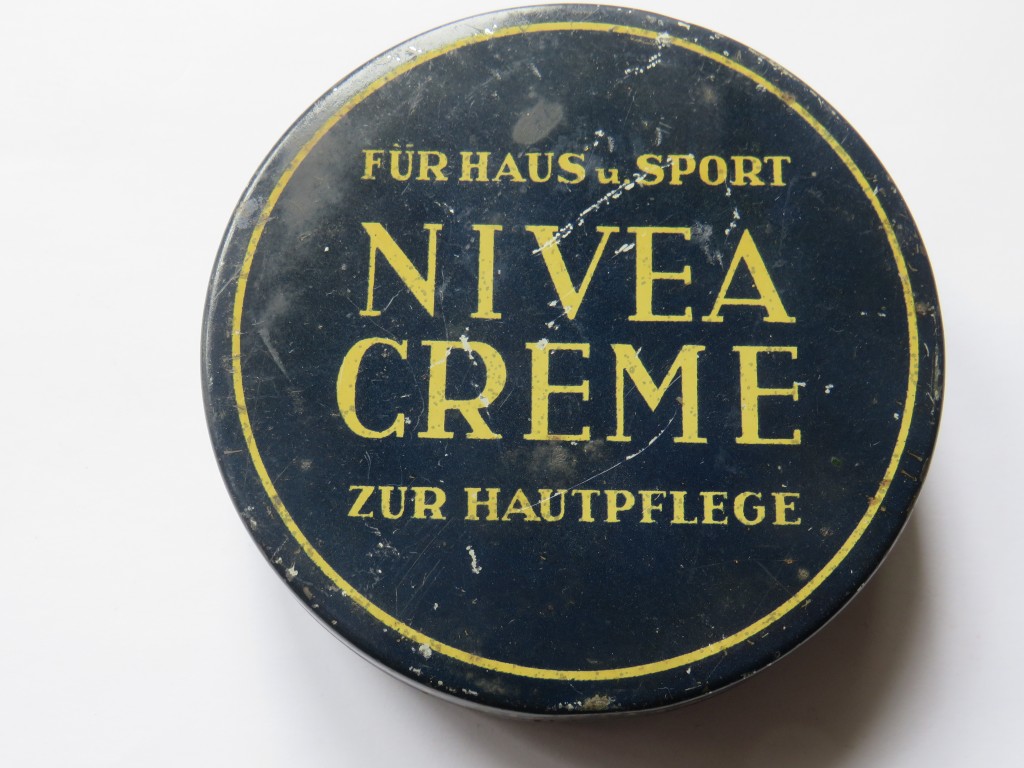 FÜR HAUS u. SPORT
NIVEA
CREME
ZUR HAUTPFLEGE